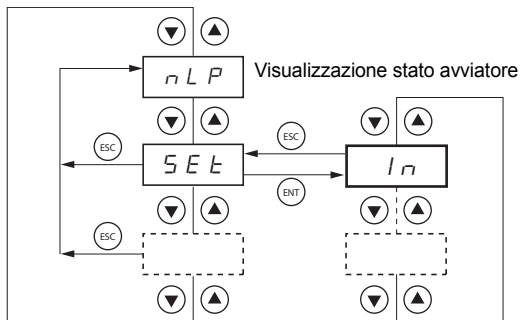 nLP Visualizzazione stato avviatore
ESC ESC
SEt In
ENT
ESC